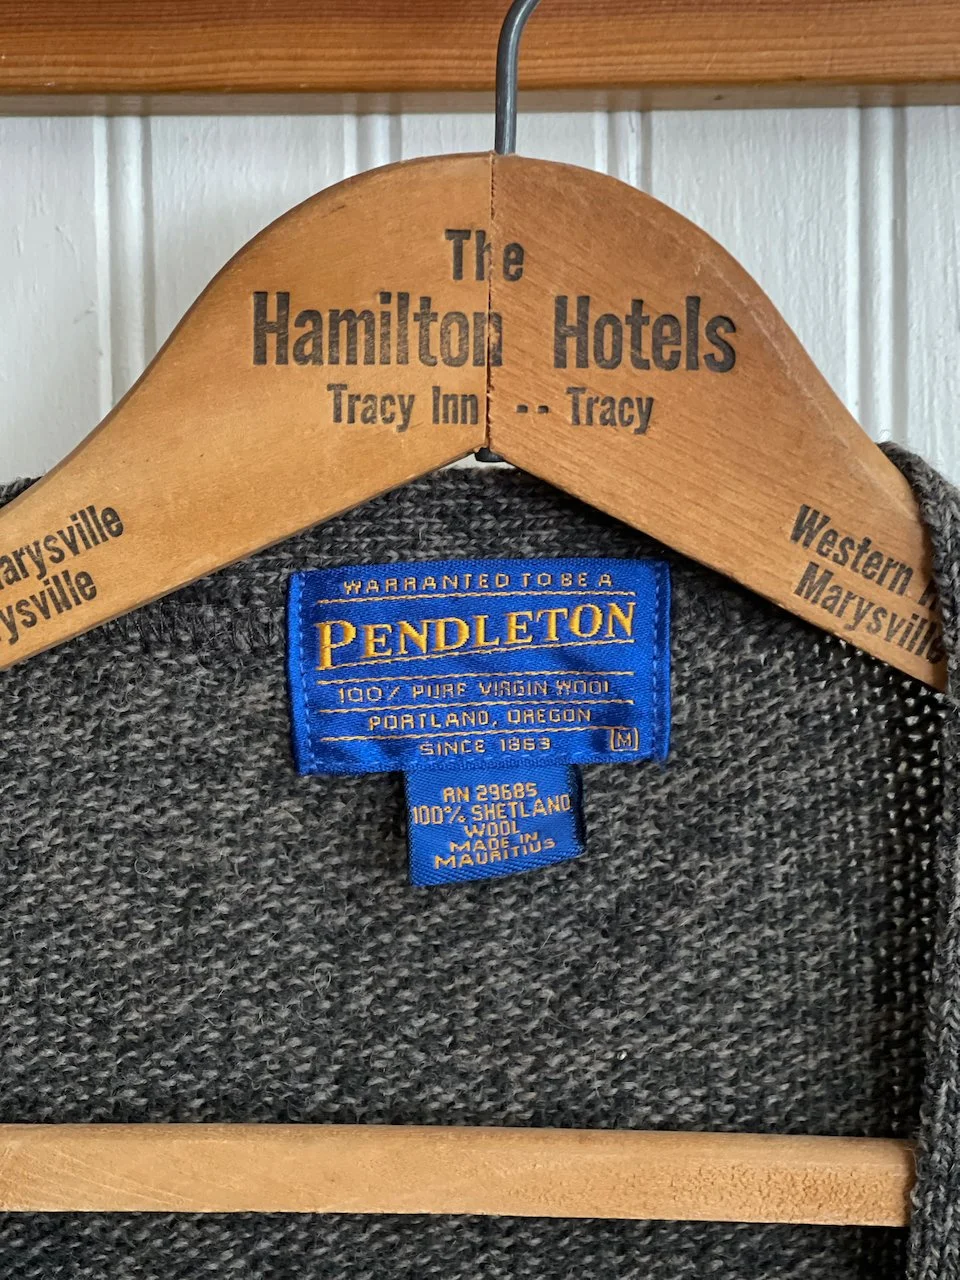 The
Hamilton Hotels
Tracy Inn -- Tracy
Marysville
Western
Marysville
WARRANTED TO BE A
PENDLETON
100% PURE VIRGIN WOOL
PORTLAND, OREGON
SINCE 1863
M
RN 29685
100% SHETLAND
WOOL
MADE IN
MAURITIUS